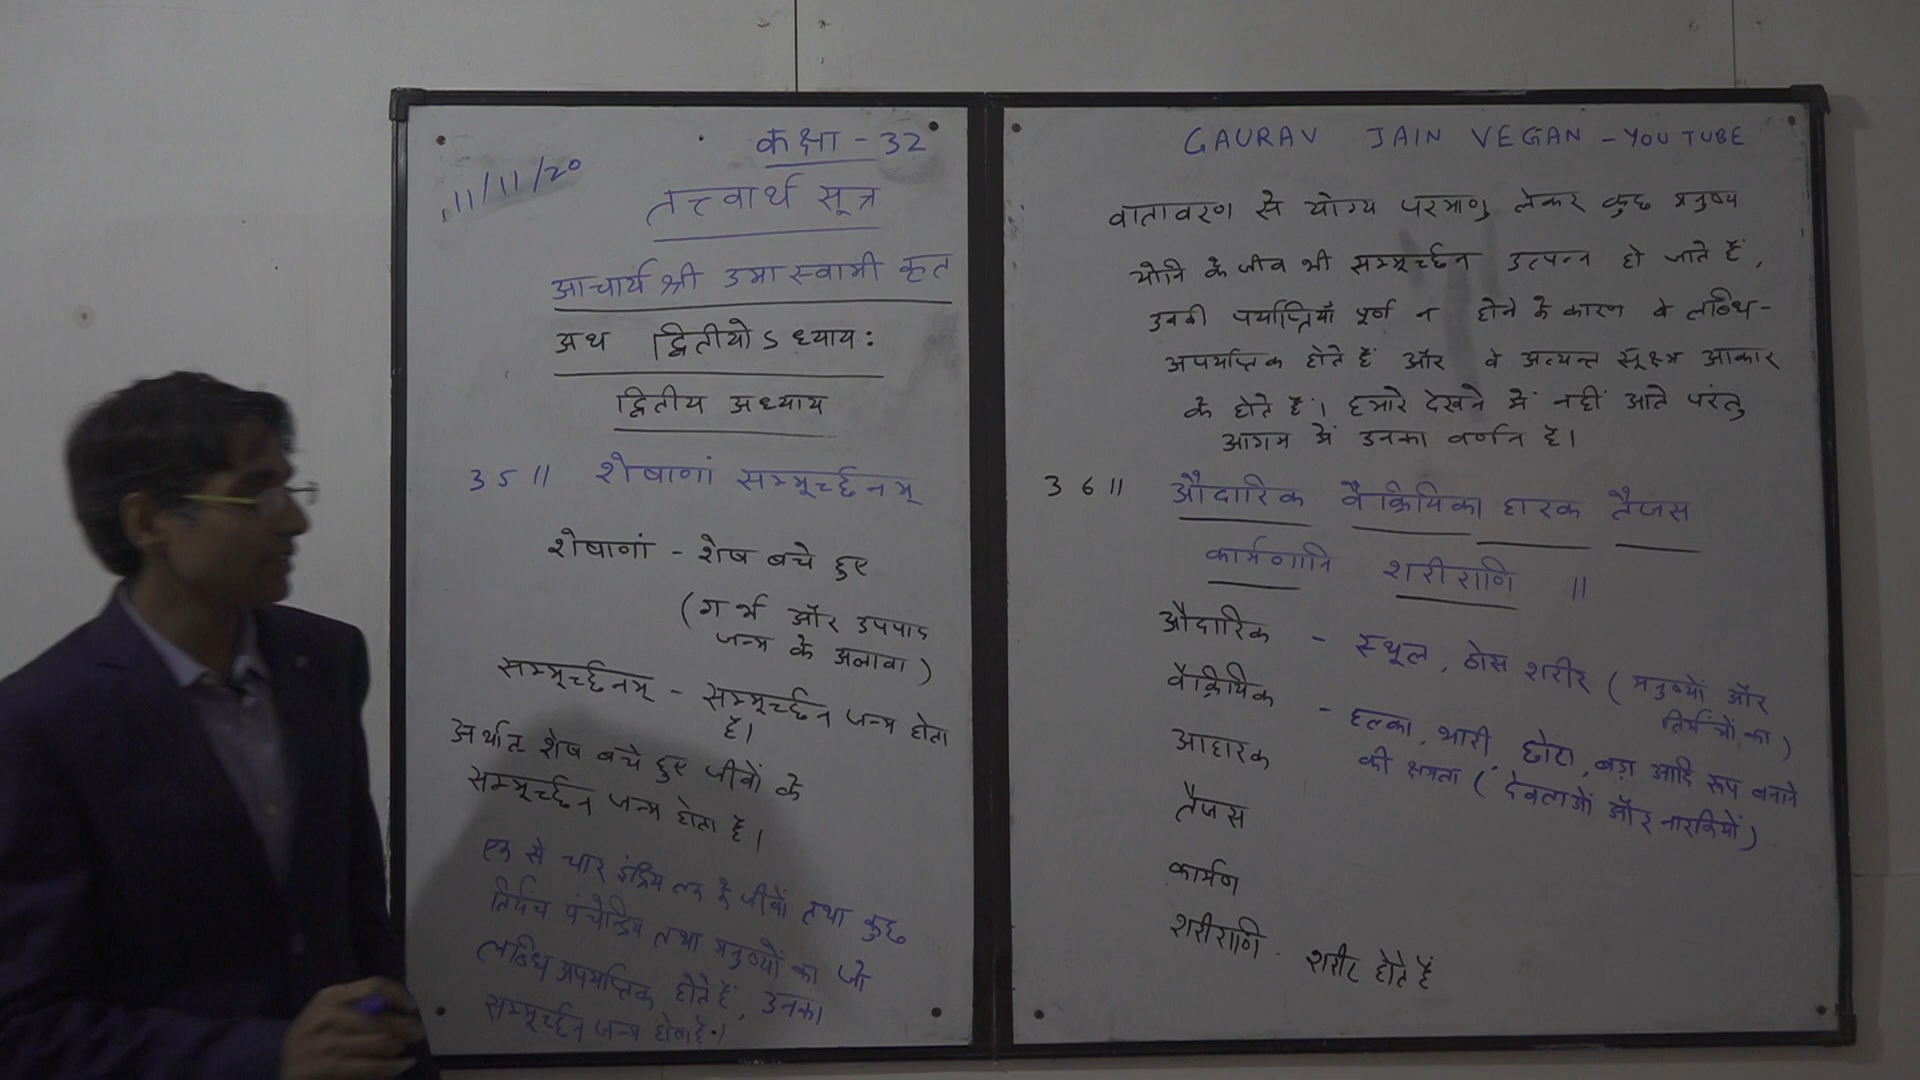 कक्षा - 32
11/11/20
तत्त्वार्थ सूत्र
आचार्य श्री उमास्वामी कृत
अथ द्वितीयोऽध्याय:
द्वितीय अध्याय
35॥ शेषाणां सम्मूर्च्छनम्
शेषाणां - शेष बचे हुए
(गर्भ और उपपाद
जन्म के अलावा)
सम्मूर्च्छनम् - सम्मूर्च्छन जन्म होता
है।
अर्थात शेष बचे हुए जीवों के
सम्मूर्च्छन जन्म होता है।
एक से चार इंद्रिय तक के जीवों तथा कुछ
तिर्यंच पंचेन्द्रिय तथा मनुष्यों का जो
लब्धि अपर्याप्तक होते हैं, उनका
सम्मूर्च्छन जन्म होता है।
GAURAV JAIN VEGAN - YOUTUBE
वातावरण से योग्य परमाणु लेकर कुछ मनुष्य
योनि के जीव भी सम्मूर्च्छन उत्पन्न हो जाते हैं,
उनकी पर्याप्तियाँ पूर्ण न होने के कारण वे लब्धि-
अपर्याप्तक होते हैं और वे अत्यन्त सूक्ष्म आकार
के होते हैं। हमारे देखने में नहीं आते परंतु
आगम में उनका वर्णन है।
36॥ औदारिक वैक्रियिका हारक तैजस
कार्मणानि शरीराणि ॥
औदारिक - स्थूल, ठोस शरीर (मनुष्यों और
तिर्यंचों का)
वैक्रियिक - हल्का, भारी, छोटा, बड़ा आदि रूप बनाने
की क्षमता (देवताओं और नारकियों)
आहारक
तैजस
कार्मण
शरीराणि - शरीर होते हैं